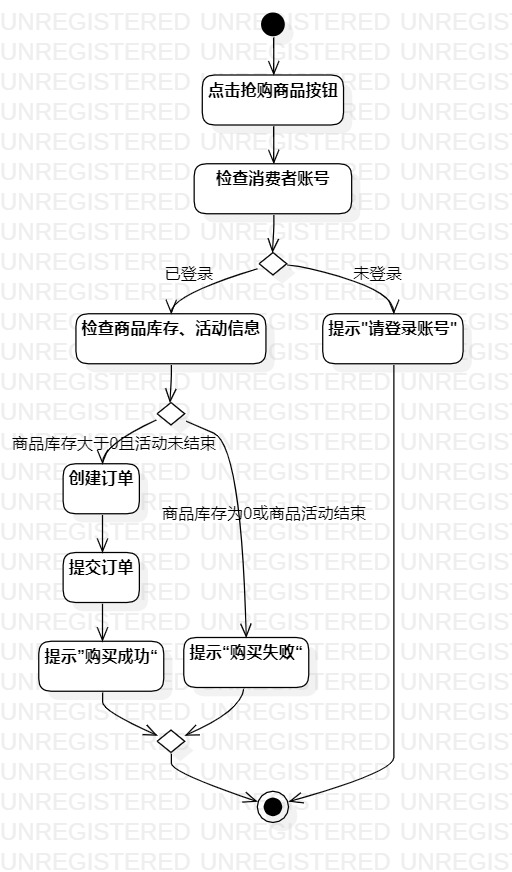 点击抢购商品按钮
检查消费者账号
已登录
未登录
检查商品库存、活动信息
提示"请登录账号"
商品库存大于0且活动未结束
创建订单
商品库存为0或商品活动结束
提交订单
提示”购买成功“
提示“购买失败“
UNREGISTERED UNREGISTERED UNREGISTERED